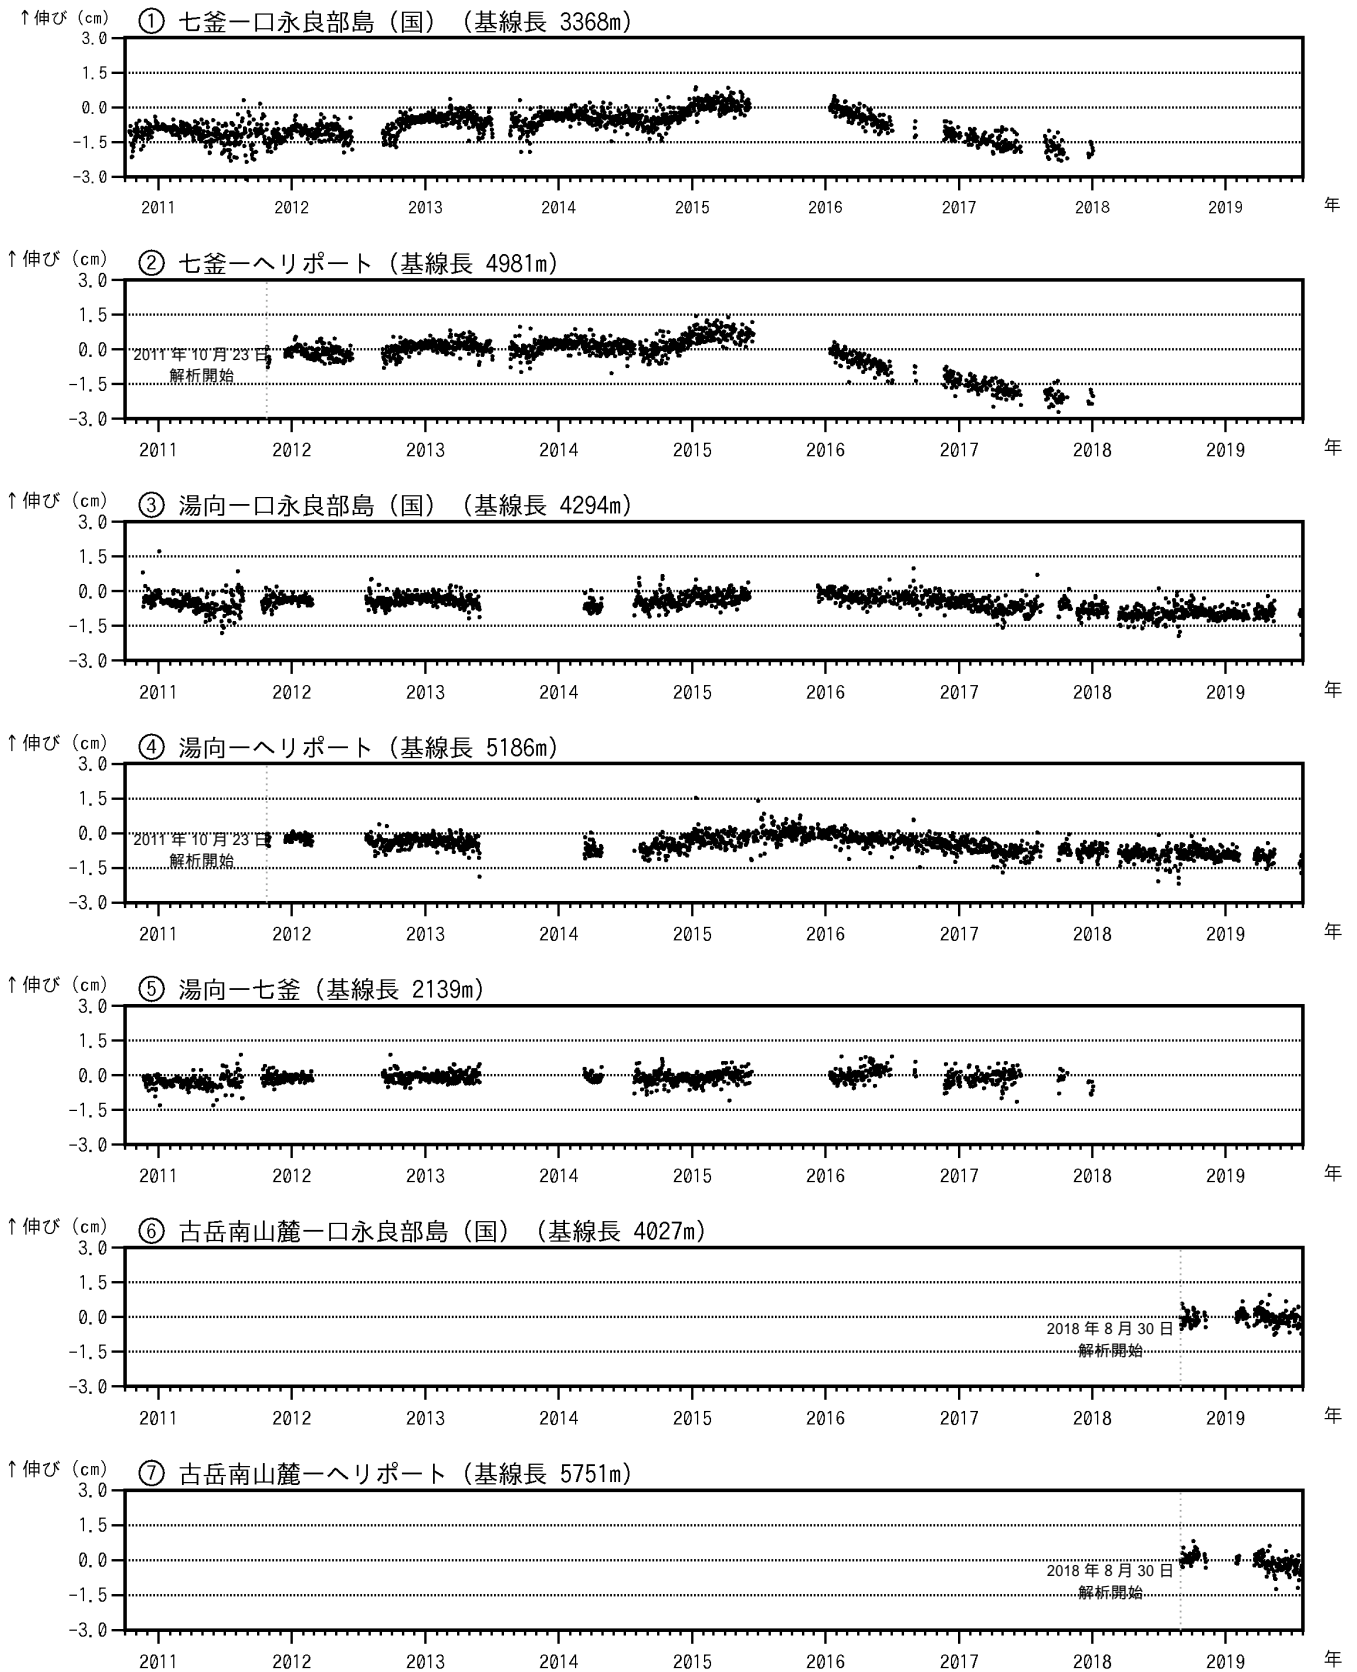 ↑伸び（cm） ① 七釜ー口永良部島（国）（基線長 3368m）
3.0
1.5
0.0
-1.5
-3.0
2011 2012 2013 2014 2015 2016 2017 2018 2019 年
↑伸び（cm） ② 七釜ーヘリポート（基線長 4981m）
3.0
1.5
0.0
2011 年 10 月 23 日
解析開始
-1.5
-3.0
2011 2012 2013 2014 2015 2016 2017 2018 2019 年
↑伸び（cm） ③ 湯向ー口永良部島（国）（基線長 4294m）
3.0
1.5
0.0
-1.5
-3.0
2011 2012 2013 2014 2015 2016 2017 2018 2019 年
↑伸び（cm） ④ 湯向ーヘリポート（基線長 5186m）
3.0
1.5
0.0
2011 年 10 月 23 日
解析開始
-1.5
-3.0
2011 2012 2013 2014 2015 2016 2017 2018 2019 年
↑伸び（cm） ⑤ 湯向ー七釜（基線長 2139m）
3.0
1.5
0.0
-1.5
-3.0
2011 2012 2013 2014 2015 2016 2017 2018 2019 年
↑伸び（cm） ⑥ 古岳南山麓ー口永良部島（国）（基線長 4027m）
3.0
1.5
0.0
2018 年 8 月 30 日
解析開始
-1.5
-3.0
2011 2012 2013 2014 2015 2016 2017 2018 2019 年
↑伸び（cm） ⑦ 古岳南山麓ーヘリポート（基線長 5751m）
3.0
1.5
0.0
2018 年 8 月 30 日
解析開始
-1.5
-3.0
2011 2012 2013 2014 2015 2016 2017 2018 2019 年